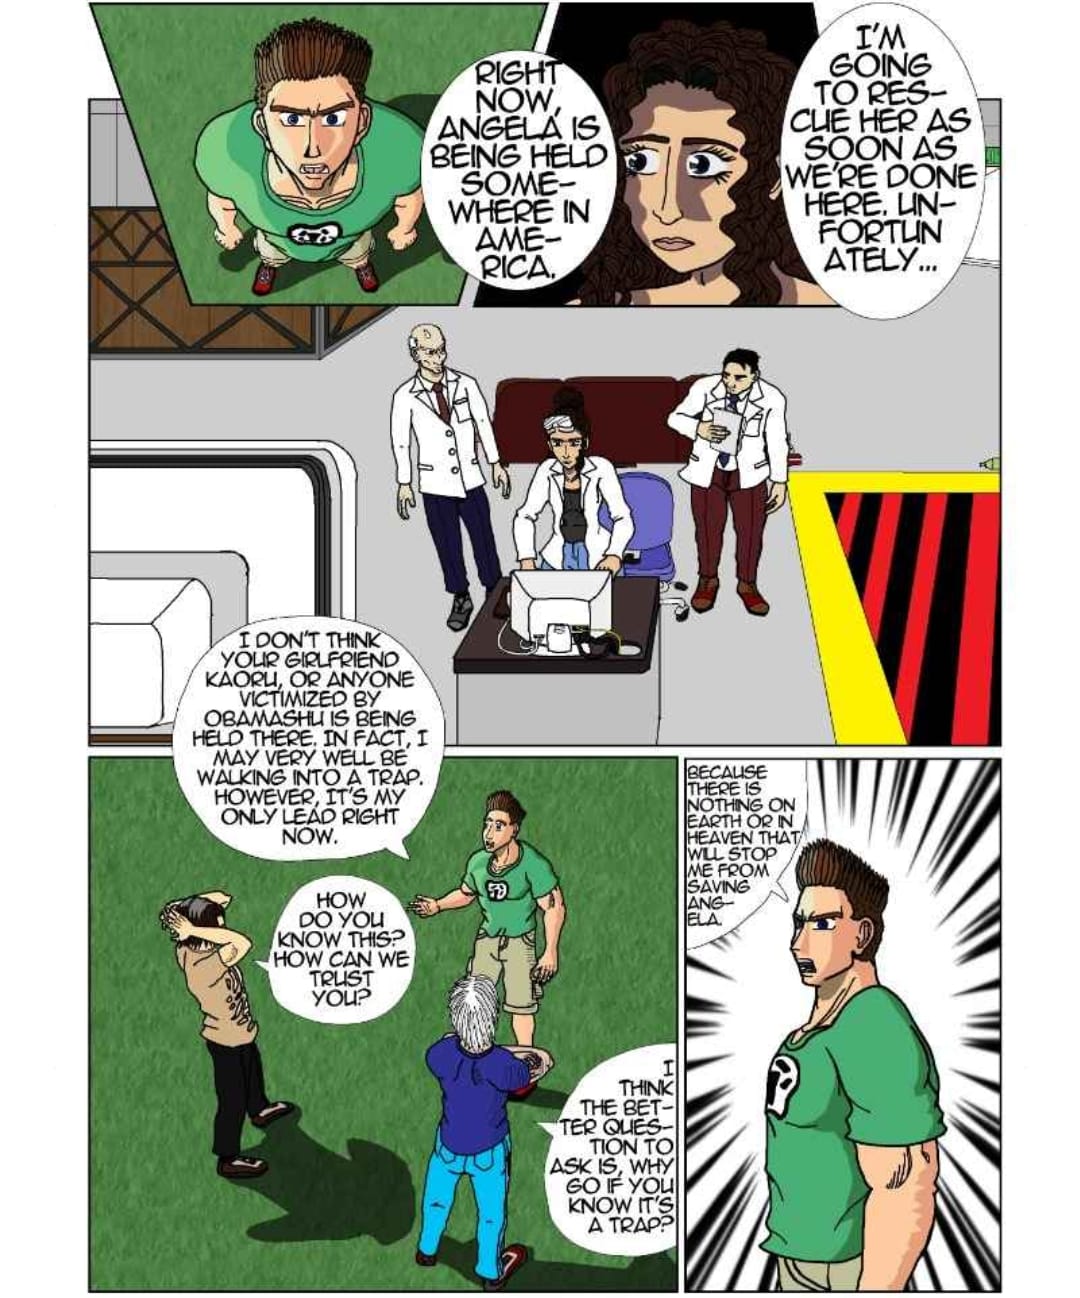 RIGHT
NOW,
ANGELA IS
BEING HELD
SOME-
WHERE IN
AME-
RICA.
I'M
GOING
TO RES-
CUE HER AS
SOON AS
WE'RE DONE
HERE. UN-
FORTUN
ATELY...
I DON'T THINK
YOUR GIRLFRIEND
KAORU, OR ANYONE
VICTIMIZED BY
OBAMASHU IS BEING
HELD THERE. IN FACT, I
MAY VERY WELL BE
WALKING INTO A TRAP.
HOWEVER, IT'S MY
ONLY LEAD RIGHT
NOW.
HOW
DO YOU
KNOW THIS?
HOW CAN WE
TRUST
YOU?
I
THINK
THE BET-
TER QUES-
TION TO
ASK IS, WHY
GO IF YOU
KNOW IT'S
A TRAP?
BECAUSE
THERE IS
NOTHING ON
EARTH OR IN
HEAVEN THAT
WILL STOP
ME FROM
SAVING
ANG-
ELA.